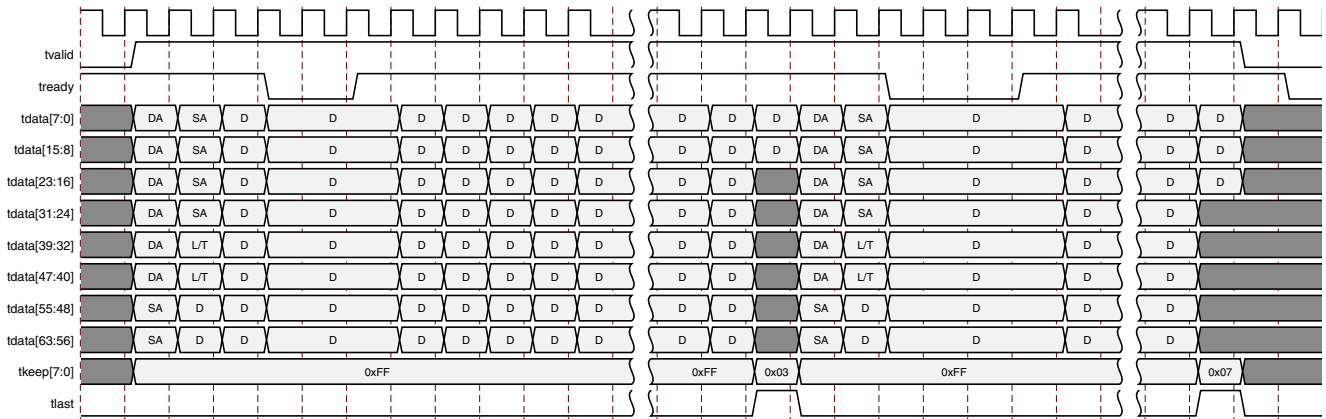 tvalid
tready
tdata[7:0] DA SA D D D D D D D D D D DA SA D D D D
tdata[15:8] DA SA D D D D D D D D D D DA SA D D D D
tdata[23:16] DA SA D D D D D D D D D DA SA D D D D
tdata[31:24] DA SA D D D D D D D D D DA SA D D D
tdata[39:32] DA L/T D D D D D D D D D DA L/T D D D
tdata[47:40] DA L/T D D D D D D D D D DA L/T D D D
tdata[55:48] SA D D D D D D D D D D SA D D D D
tdata[63:56] SA D D D D D D D D D D SA D D D D
tkeep[7:0] 0xFF 0xFF 0x03 0xFF 0x07
tlast